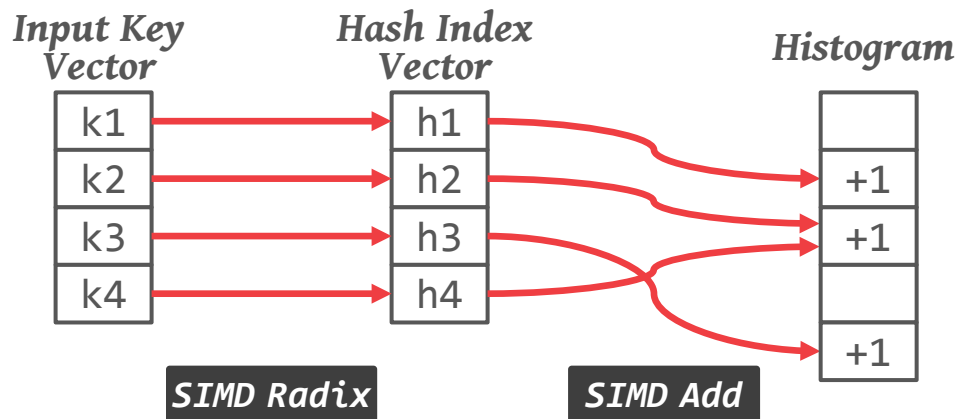 Input Key
Vector
Hash Index
Vector
Histogram
k1
h1
k2
h2
+1
k3
h3
+1
k4
h4
+1
SIMD Radix
SIMD Add